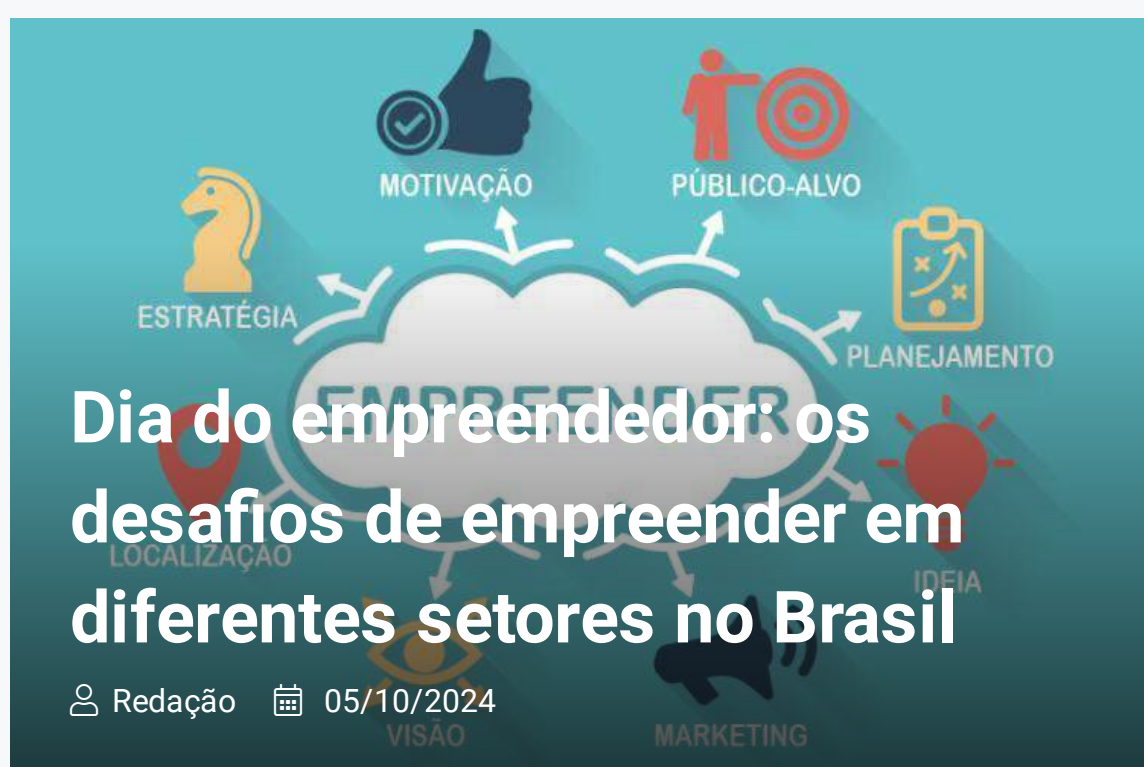 MOTIVAÇÃO
PÚBLICO-ALVO
ESTRATÉGIA
PLANEJAMENTO
EMPREENDER
Dia do empreendedor: os
desafios de empreender em
diferentes setores no Brasil
LOCALIZAÇÃO
IDEIA
Redação 05/10/2024
VISÃO
MARKETING